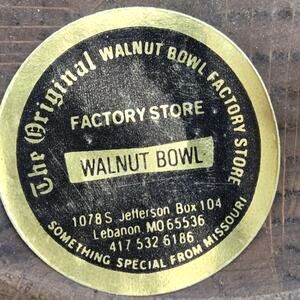 The Original WALNUT BOWL FACTORY STORE
FACTORY STORE
WALNUT BOWL
1078 S. Jefferson, Box 104
Lebanon, MO 65536
417 532 6186
SOMETHING SPECIAL FROM MISSOURI